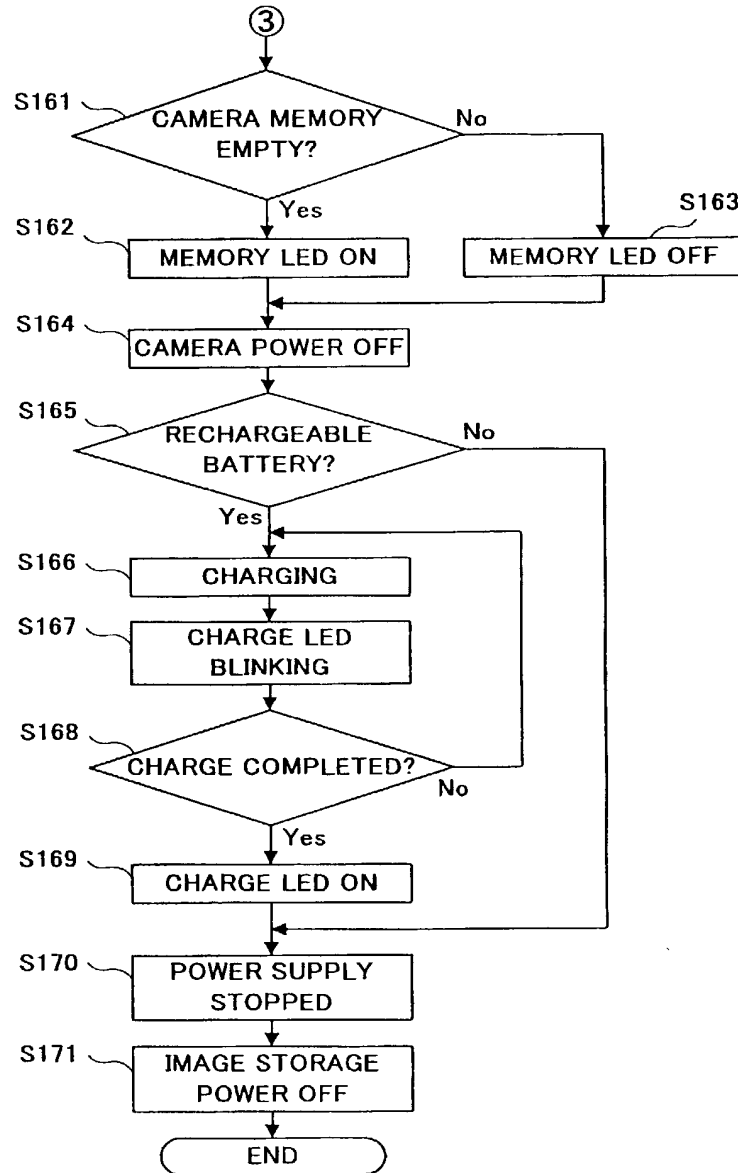 3
S161
CAMERA MEMORY
EMPTY?
No
Yes
S162
MEMORY LED ON
S163
MEMORY LED OFF
S164
CAMERA POWER OFF
S165
RECHARGEABLE
BATTERY?
No
Yes
S166
CHARGING
S167
CHARGE LED
BLINKING
S168
CHARGE COMPLETED?
No
Yes
S169
CHARGE LED ON
S170
POWER SUPPLY
STOPPED
S171
IMAGE STORAGE
POWER OFF
END